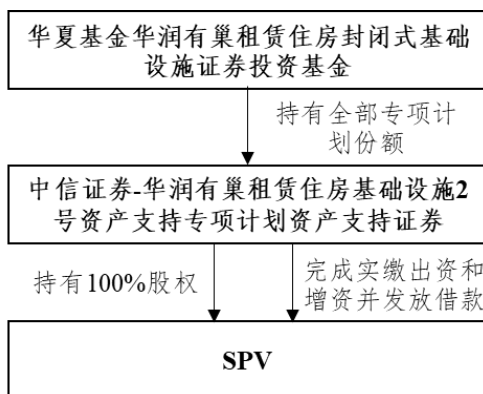 华夏基金华润有巢租赁住房封闭式基础
设施证券投资基金
持有全部专项计
划份额
中信证券-华润有巢租赁住房基础设施2
号资产支持专项计划资产支持证券
持有100%股权
完成实缴出资和
增资并发放借款
SPV